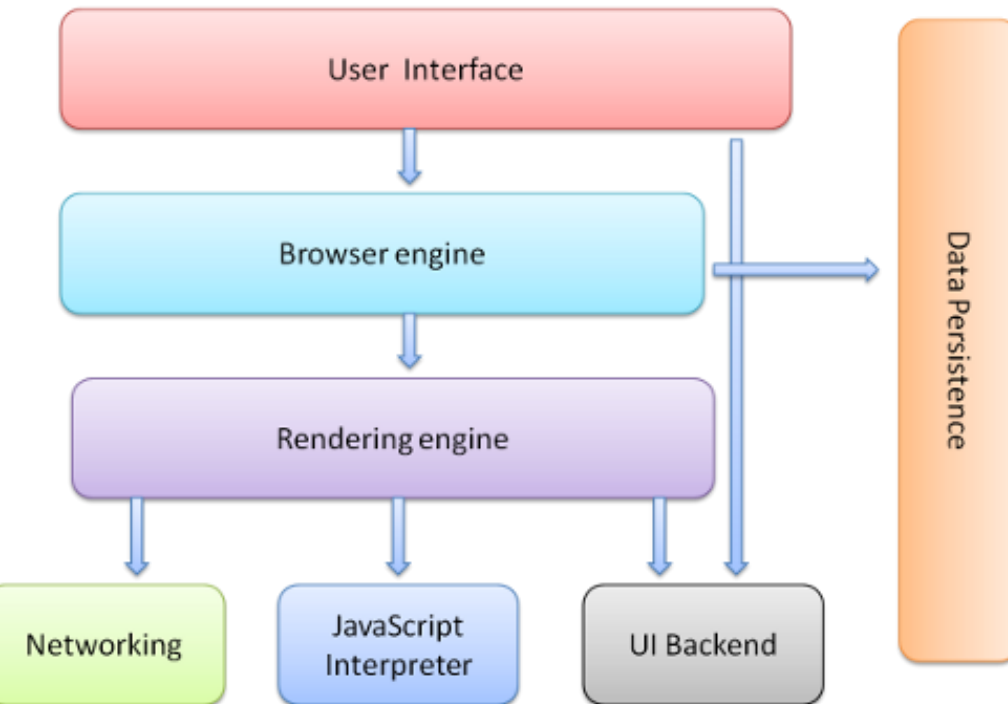 User Interface
Browser engine
Data Persistence
Rendering engine
Networking
JavaScript
Interpreter
UI Backend